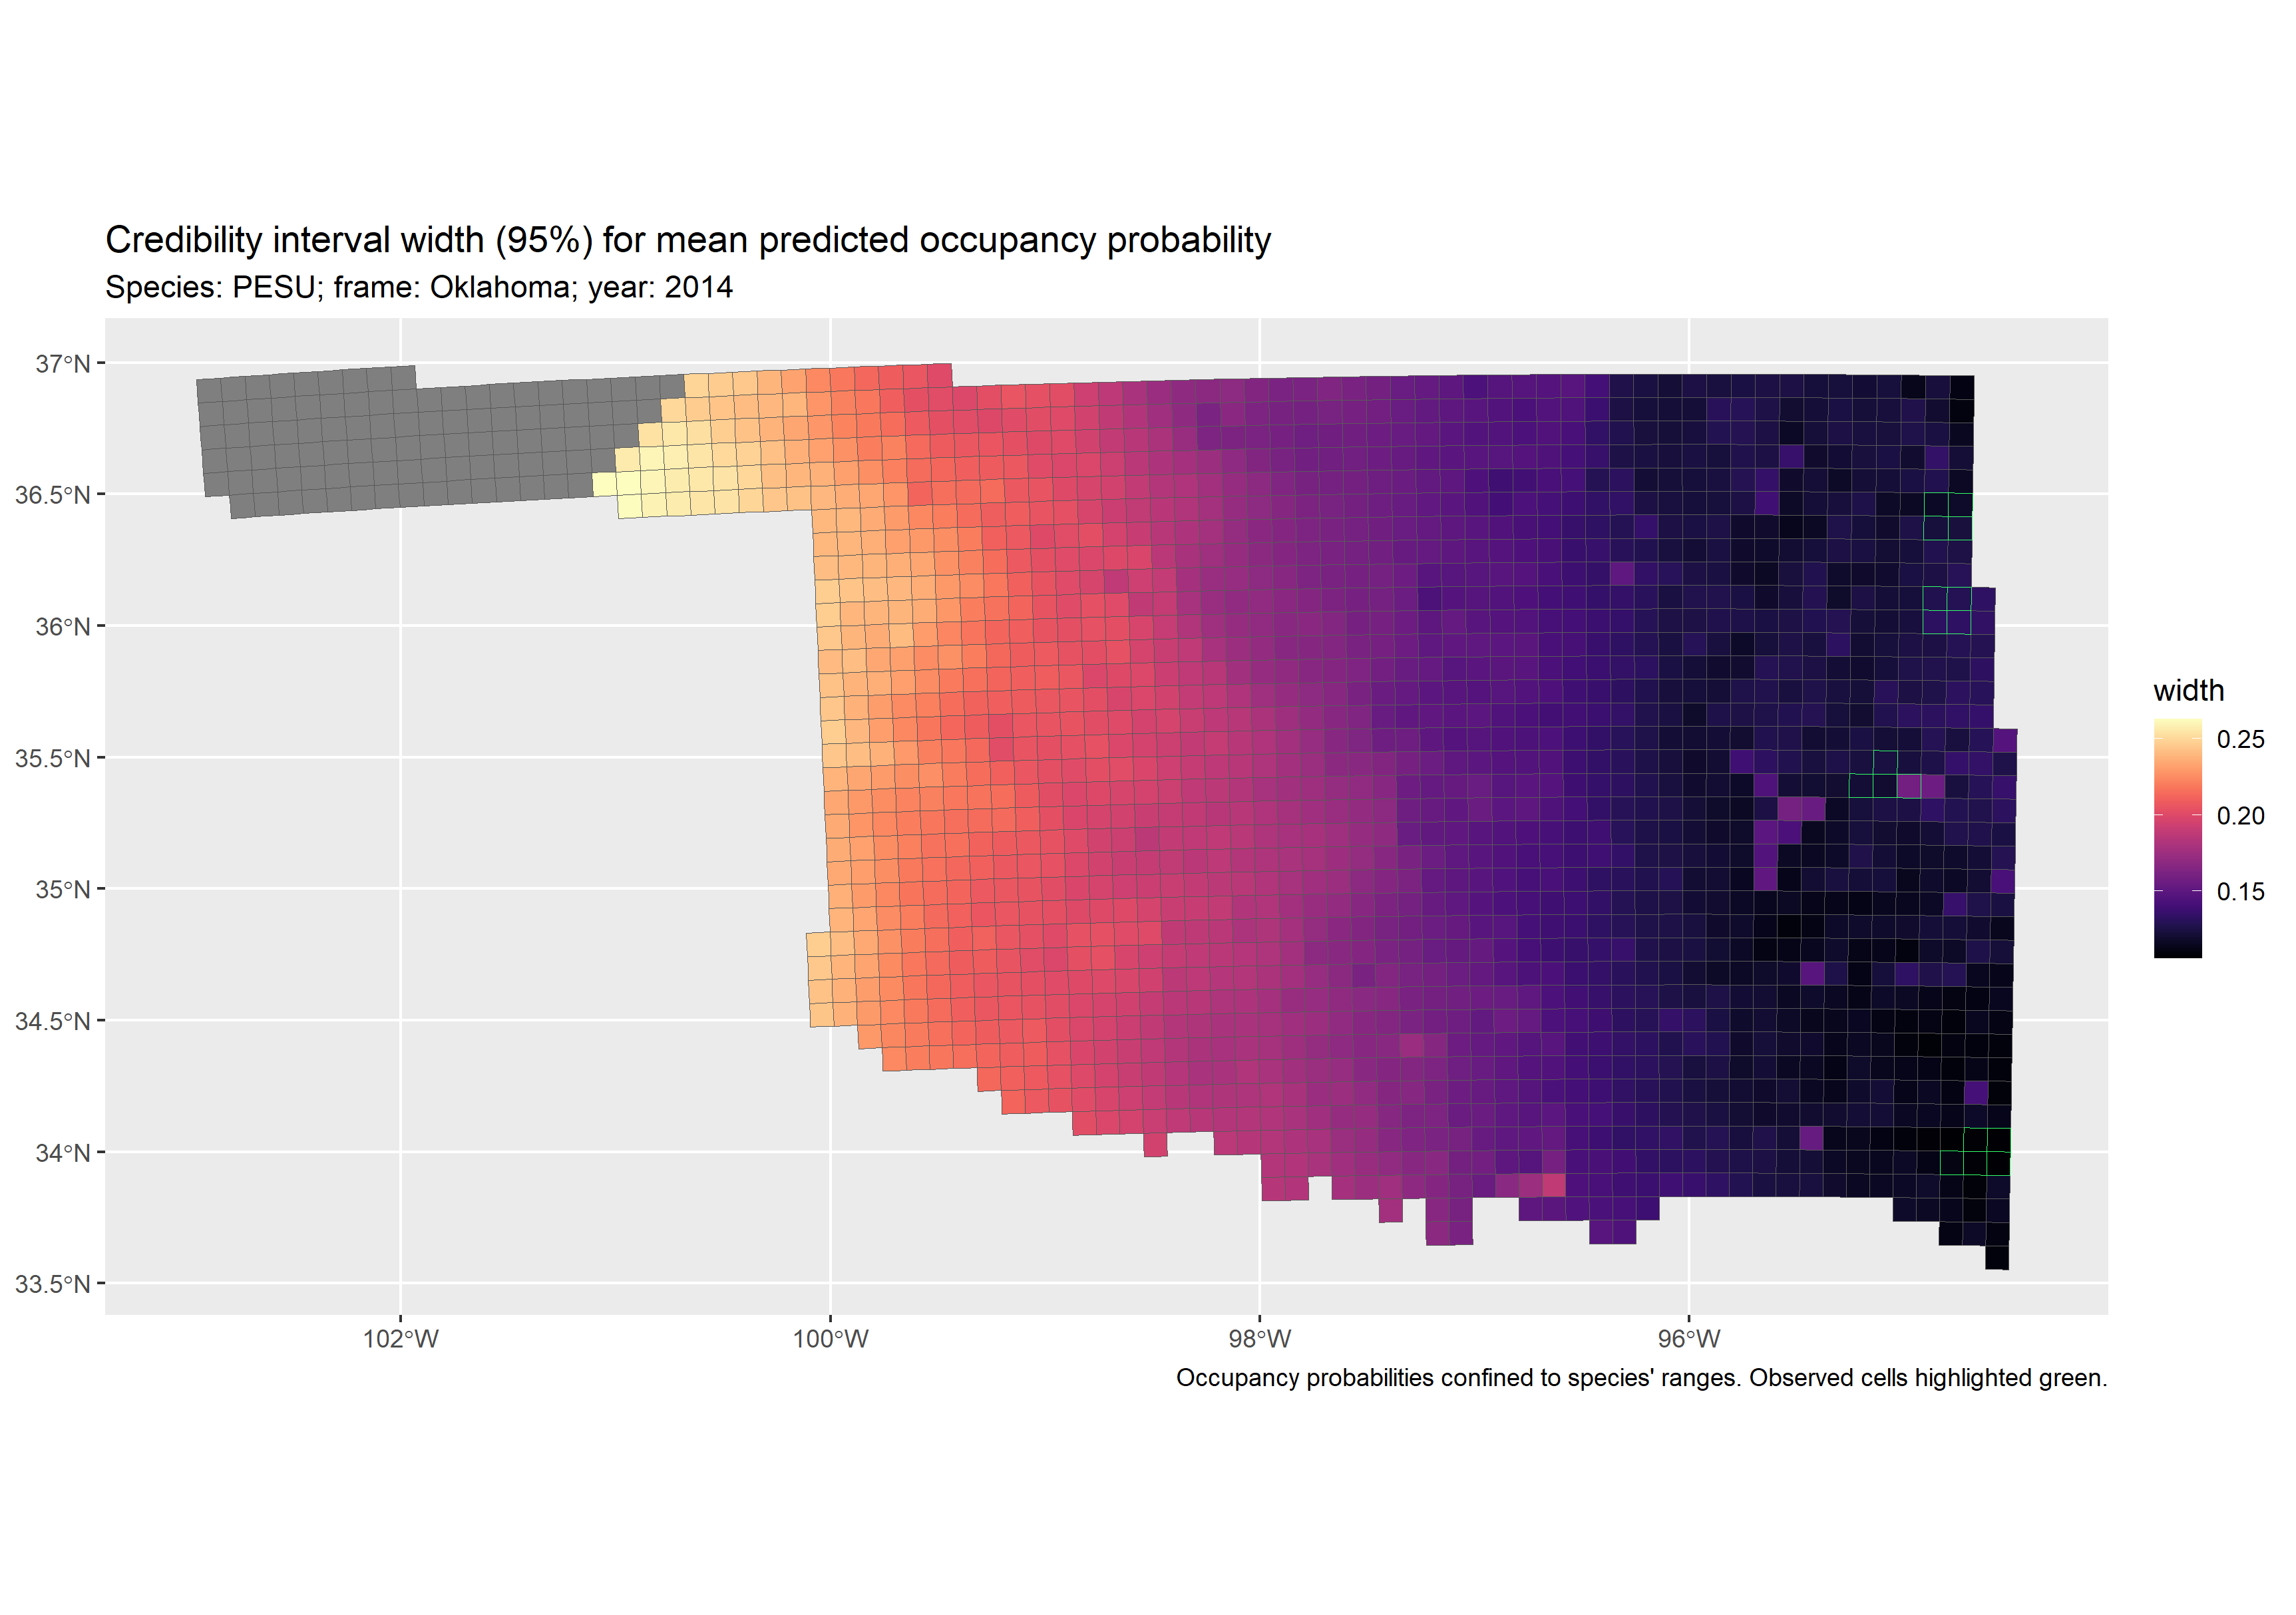 Credibility interval width (95%) for mean predicted occupancy probability
Species: PESU; frame: Oklahoma; year: 2014
37°N
36.5°N
36°N
35.5°N
35°N
34.5°N
34°N
33.5°N
102°W
100°W
98°W
96°W
width
0.25
0.20
0.15
Occupancy probabilities confined to species' ranges. Observed cells highlighted green.